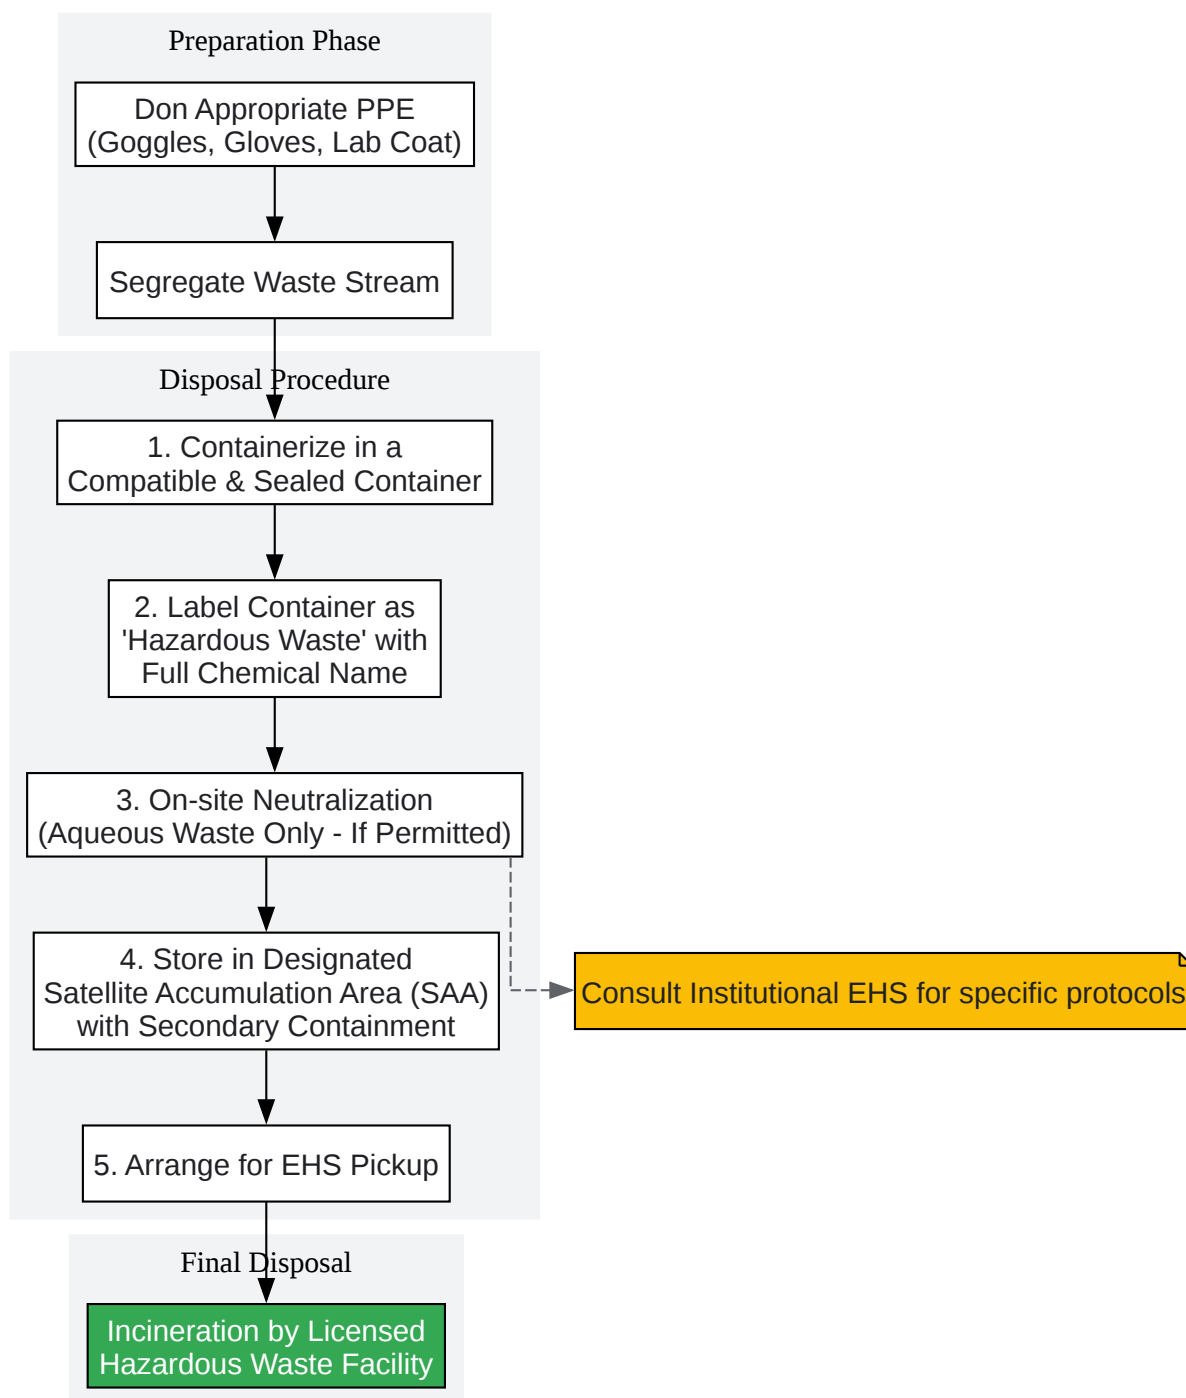 Preparation Phase
Don Appropriate PPE
(Goggles, Gloves, Lab Coat)
Segregate Waste Stream
Disposal Procedure
1. Containerize in a
Compatible & Sealed Container
2. Label Container as
'Hazardous Waste' with
Full Chemical Name
3. On-site Neutralization
(Aqueous Waste Only - If Permitted)
4. Store in Designated
Satellite Accumulation Area (SAA)
with Secondary Containment
Consult Institutional EHS for specific protocols
5. Arrange for EHS Pickup
Final Disposal
Incineration by Licensed
Hazardous Waste Facility